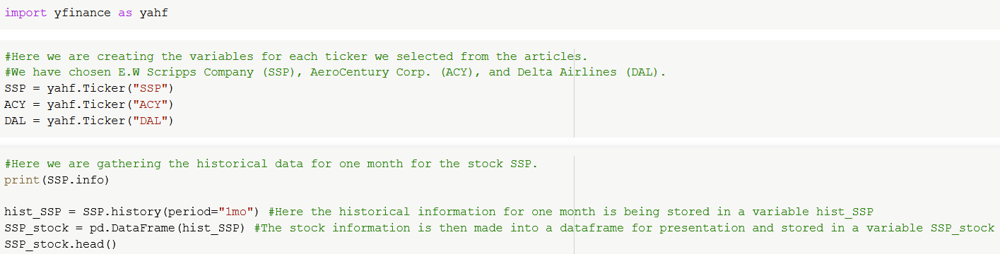 import yfinance as yahf
#Here we are creating the variables for each ticker we selected from the articles.
#We have chosen E.W Scripps Company (SSP), AeroCentury Corp. (ACY), and Delta Airlines (DAL).
SSP = yahf.Ticker("SSP")
ACY = yahf.Ticker("ACY")
DAL = yahf.Ticker("DAL")
#Here we are gathering the historical data for one month for the stock SSP.
print(SSP.info)
hist_SSP = SSP.history(period="1mo") #Here the historical information for one month is being stored in a variable hist_SSP
SSP_stock = pd.DataFrame(hist_SSP) #The stock information is then made into a dataframe for presentation and stored in a variable SSP_stock
SSP_stock.head()